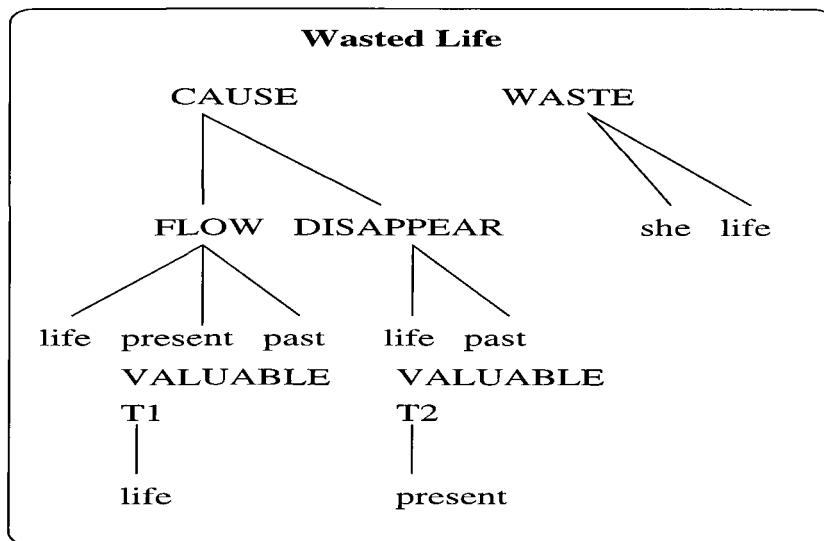 Wasted Life
CAUSE WASTE
FLOW DISAPPEAR she life
life present past life past
VALUABLE VALUABLE
T1 T2
life present